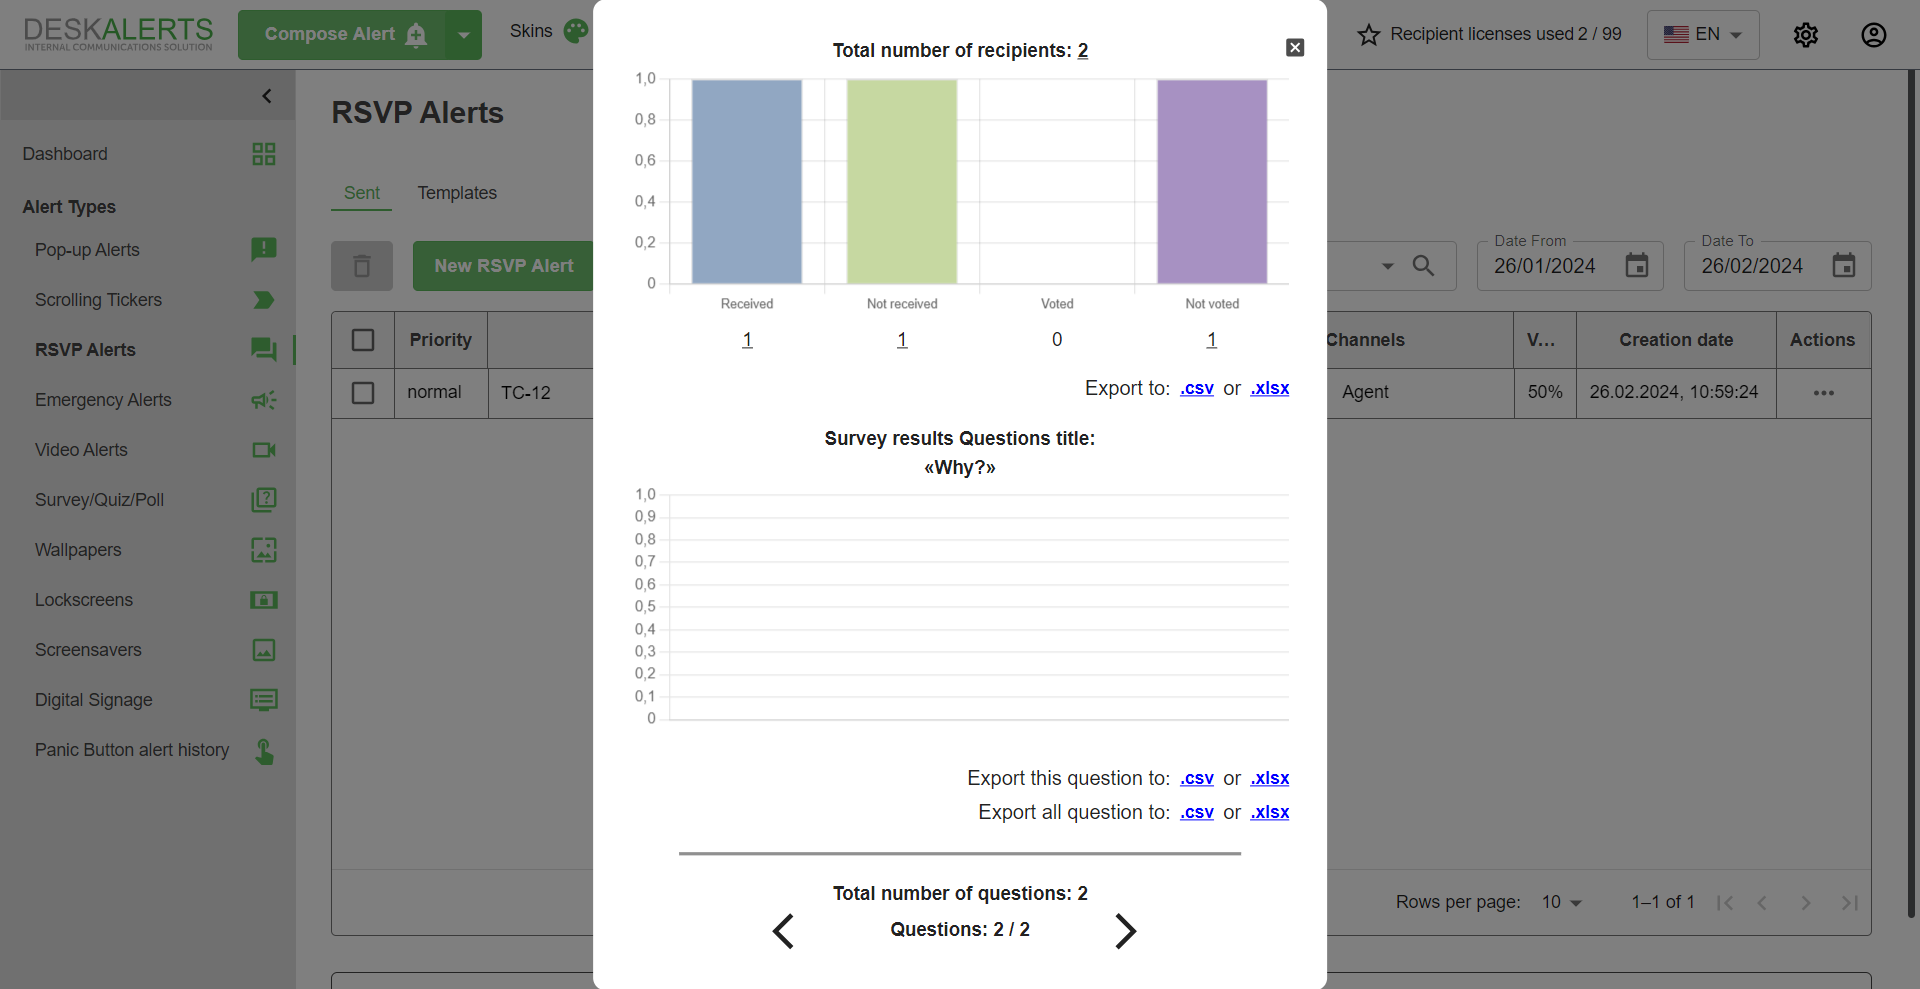 DESKALERTS
INTERNAL COMMUNICATIONS SOLUTION
Compose Alert
Skins
Recipient licenses used 2 / 99
EN
Dashboard
Alert Types
Pop-up Alerts
Scrolling Tickers
RSVP Alerts
Emergency Alerts
Video Alerts
Survey/Quiz/Poll
Wallpapers
Lockscreens
Screensavers
Digital Signage
Panic Button alert history
RSVP Alerts
Sent
Templates
New RSVP Alert
Date From
26/01/2024
Date To
26/02/2024
Priority
Channels
V...
Creation date
Actions
normal
TC-12
Agent
50%
26.02.2024, 10:59:24
Rows per page: 10
1–1 of 1
Total number of recipients: 2
1,0
0,8
0,6
0,4
0,2
0
Received
Not received
Voted
Not voted
1
1
0
1
Export to: .csv or .xlsx
Survey results Questions title:
«Why?»
1,0
0,9
0,8
0,7
0,6
0,5
0,4
0,3
0,2
0,1
0
Export this question to: .csv or .xlsx
Export all question to: .csv or .xlsx
Total number of questions: 2
Questions: 2 / 2